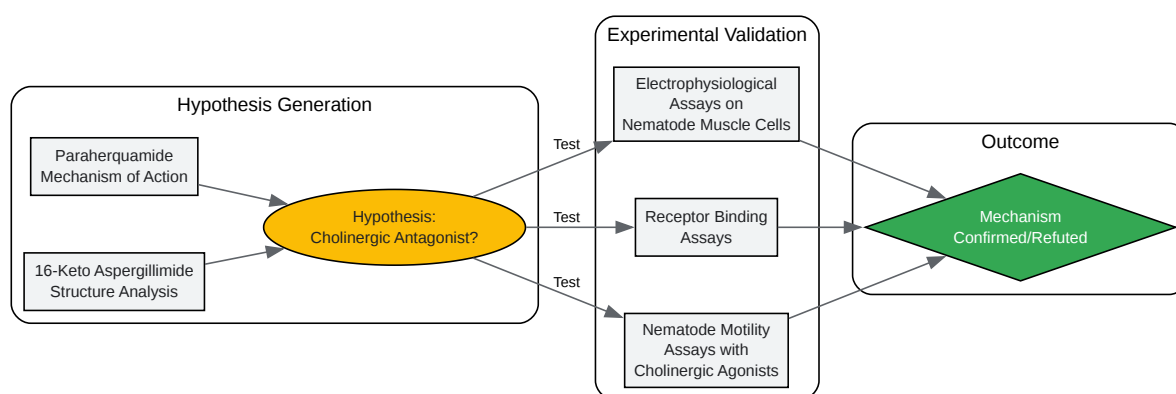 Hypothesis Generation
Paraherquamide
Mechanism of Action
16-Keto Aspergillimide
Structure Analysis
Hypothesis:
Cholinergic Antagonist?
Test
Test
Test
Experimental Validation
Electrophysiological
Assays on
Nematode Muscle Cells
Receptor Binding
Assays
Nematode Motility
Assays with
Cholinergic Agonists
Outcome
Mechanism
Confirmed/Refuted